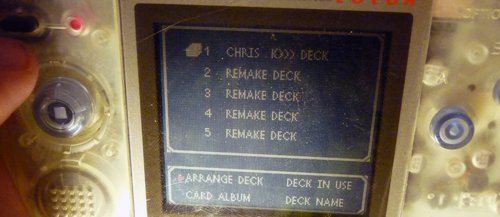 COLOR
1 CHRIS K>>> DECK
2 REMAKE DECK
3 REMAKE DECK
4 REMAKE DECK
5 REMAKE DECK
ARRANGE DECK DECK IN USE
CARD ALBUM DECK NAME